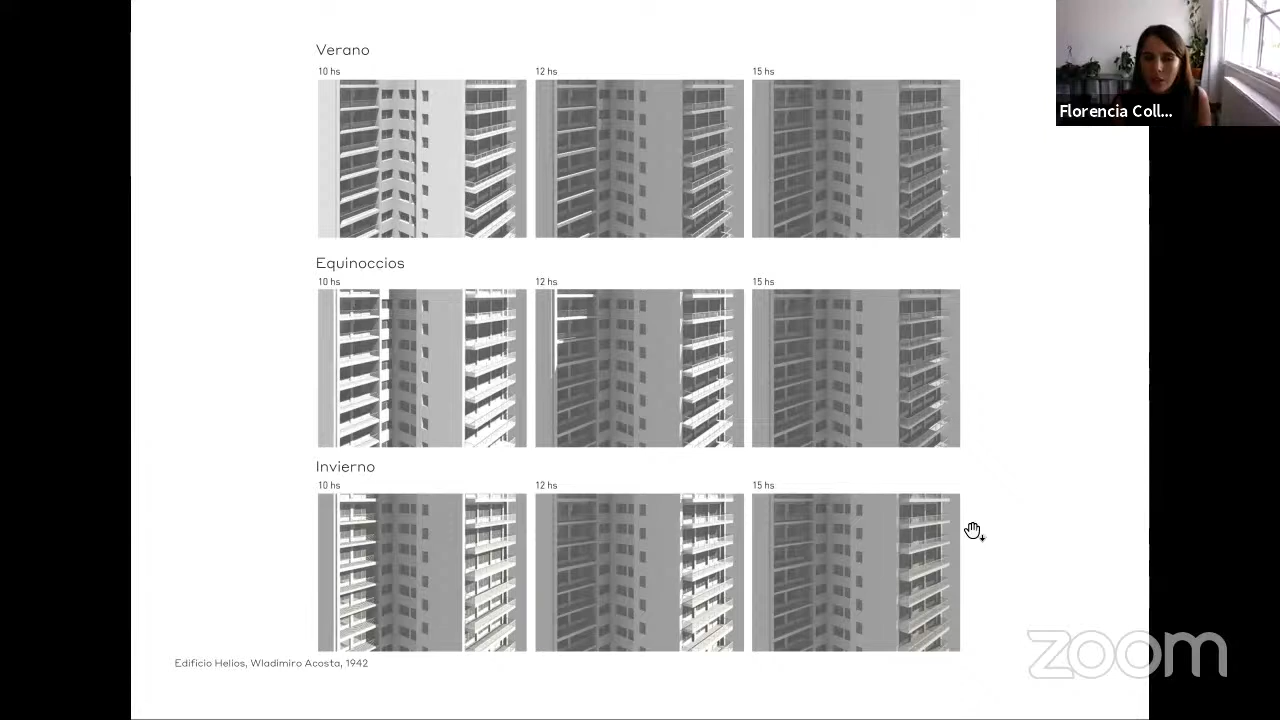 Verano
10 hs 12 hs 15 hs
Equinoccios
10 hs 12 hs 15 hs
Invierno
10 hs 12 hs 15 hs
Edificio Helios, Wladimiro Acosta, 1942
Florencia Coll...
zoom